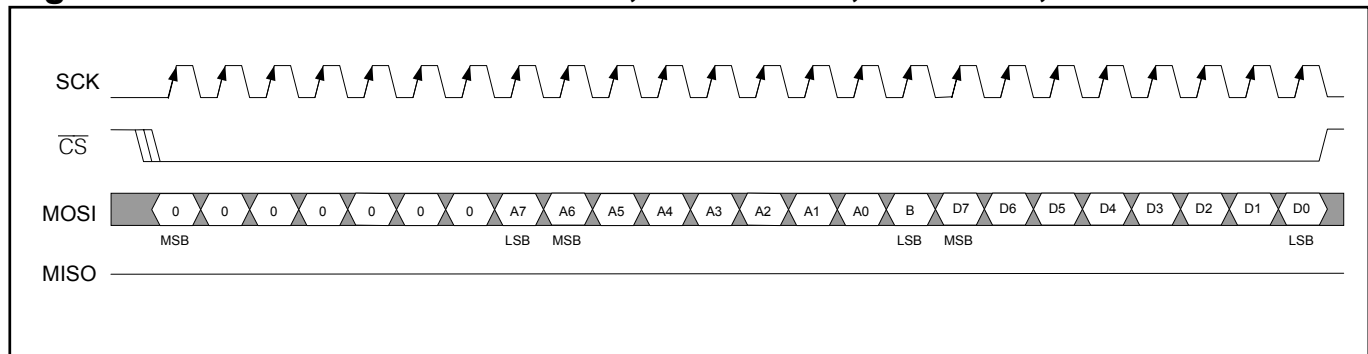 SCK
CS
MOSI 0 0 0 0 0 0 0 A7 A6 A5 A4 A3 A2 A1 A0 B D7 D6 D5 D4 D3 D2 D1 D0
MSB LSB MSB LSB MSB LSB
MISO